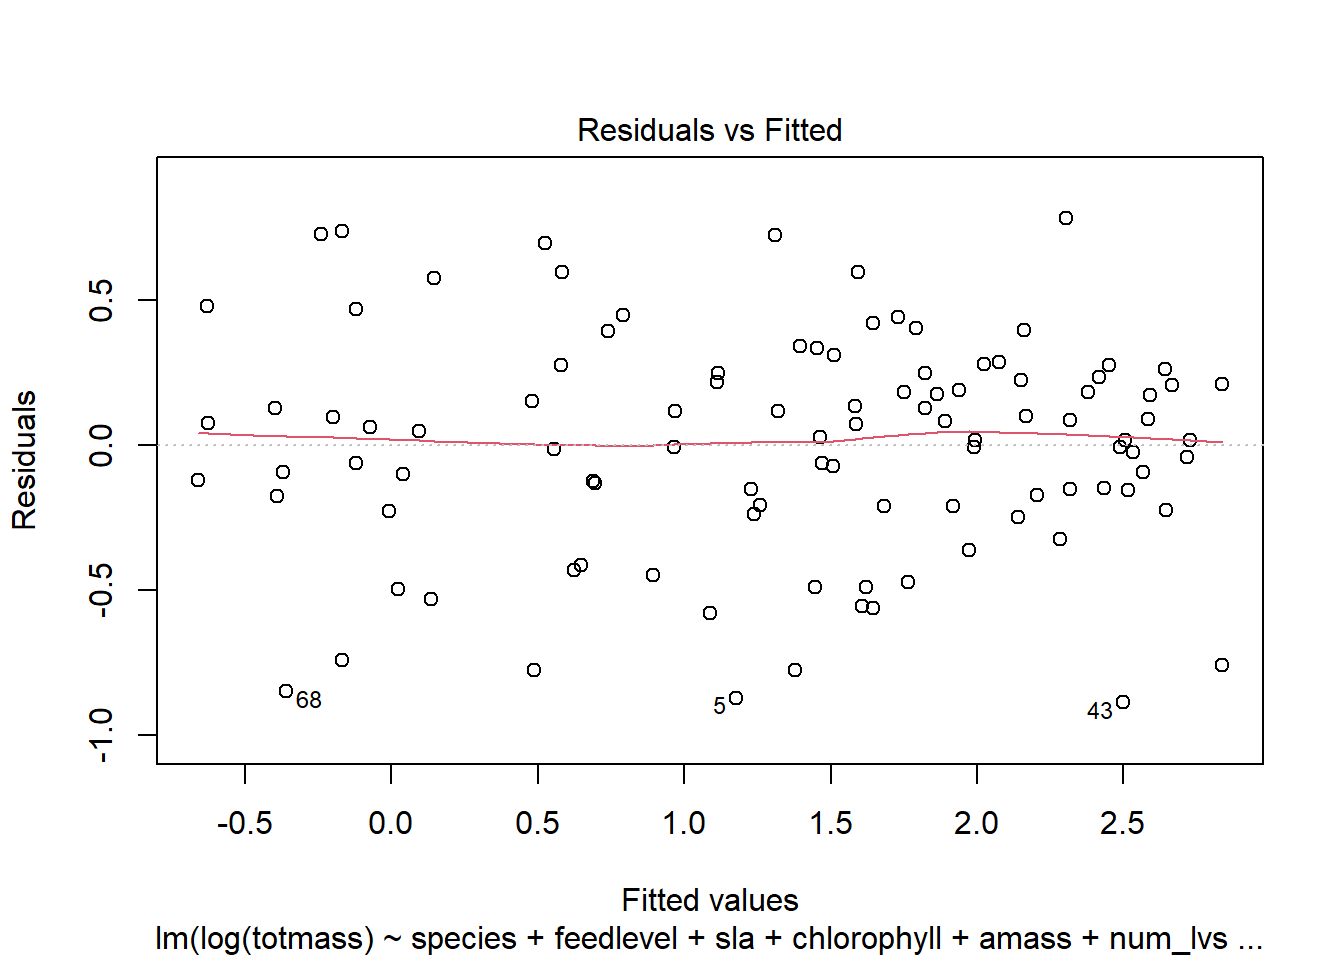 Residuals vs Fitted
Residuals
0.5
0.0
-0.5
-1.0
68
5
43
-0.5 0.0 0.5 1.0 1.5 2.0 2.5
Fitted values
lm(log(totmass) ~ species + feedlevel + sla + chlorophyll + amass + num_lvs ...